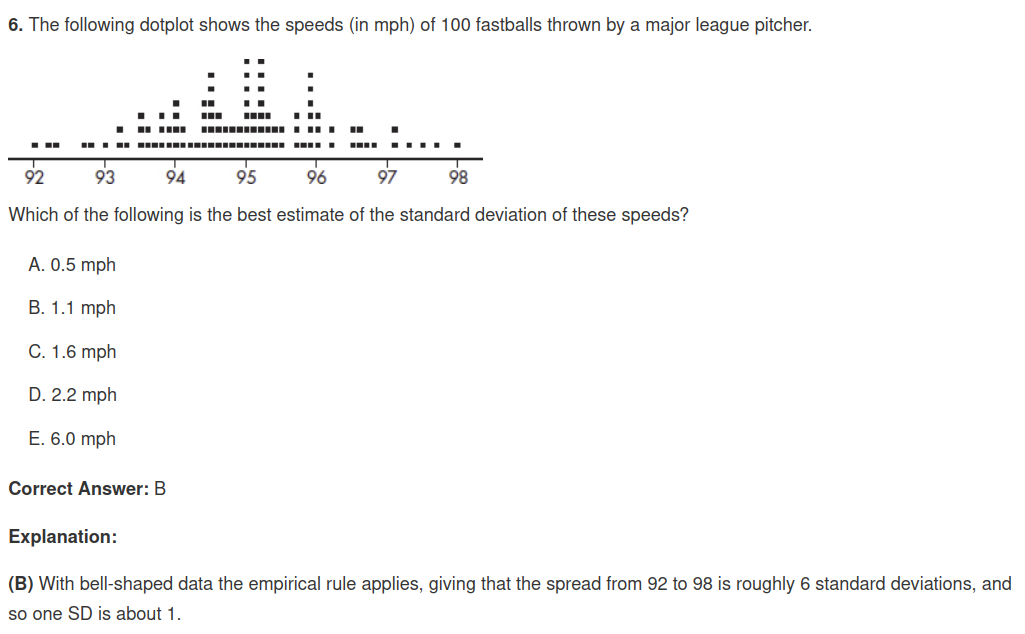 6. The following dotplot shows the speeds (in mph) of 100 fastballs thrown by a major league pitcher.
92 93 94 95 96 97 98
Which of the following is the best estimate of the standard deviation of these speeds?
A. 0.5 mph
B. 1.1 mph
C. 1.6 mph
D. 2.2 mph
E. 6.0 mph
Correct Answer: B
Explanation:
(B) With bell-shaped data the empirical rule applies, giving that the spread from 92 to 98 is roughly 6 standard deviations, and
so one SD is about 1.